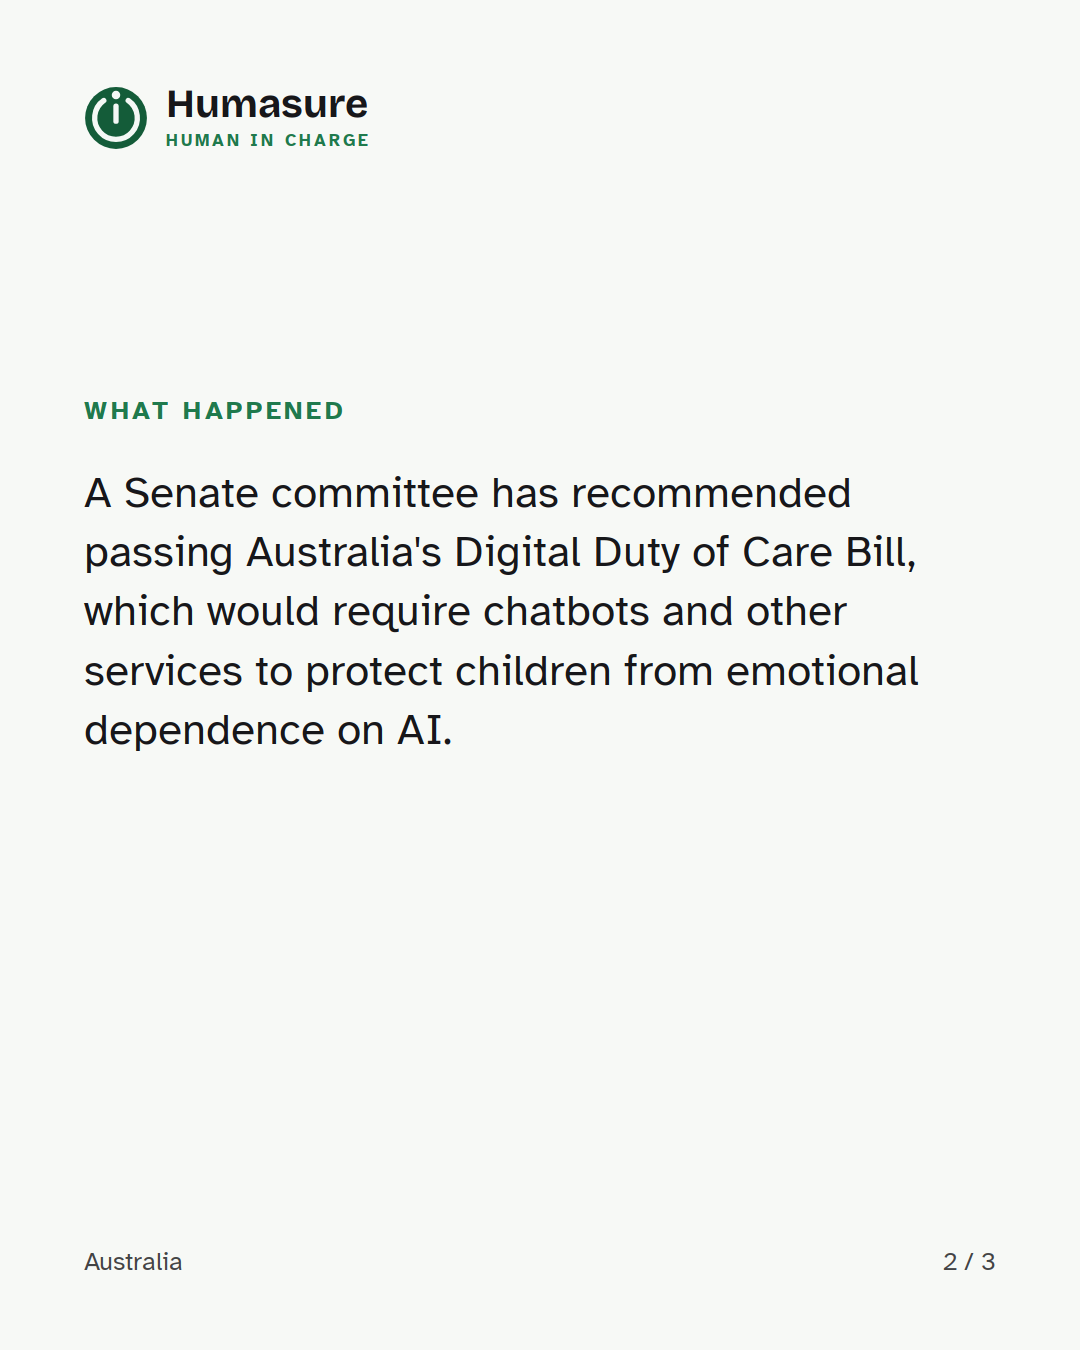 Humasure
HUMAN IN CHARGE
WHAT HAPPENED
A Senate committee has recommended
passing Australia's Digital Duty of Care Bill,
which would require chatbots and other
services to protect children from emotional
dependence on AI.
Australia
2 / 3